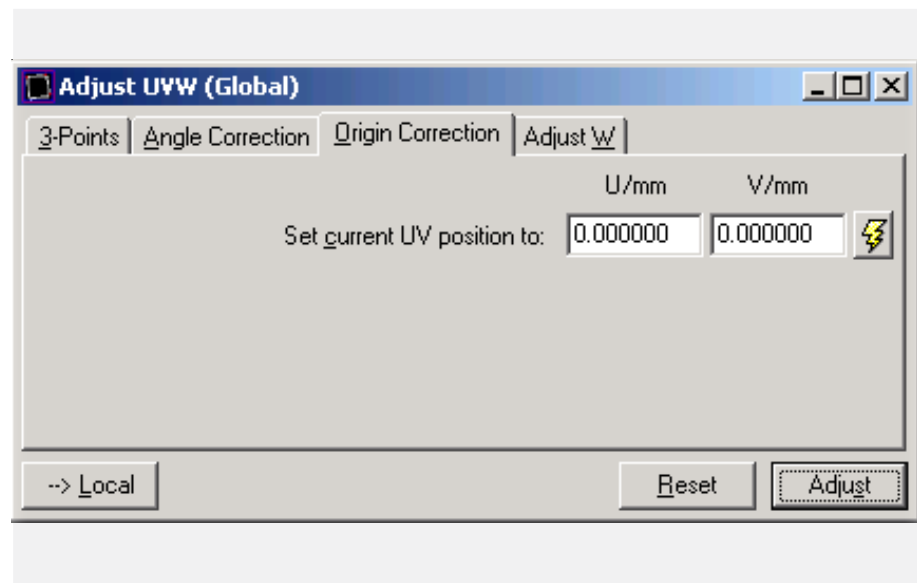 Adjust UVW (Global)
3-Points Angle Correction Origin Correction Adjust W
U/mm V/mm
Set current UV position to: 0.000000 0.000000
--> Local Reset Adjust